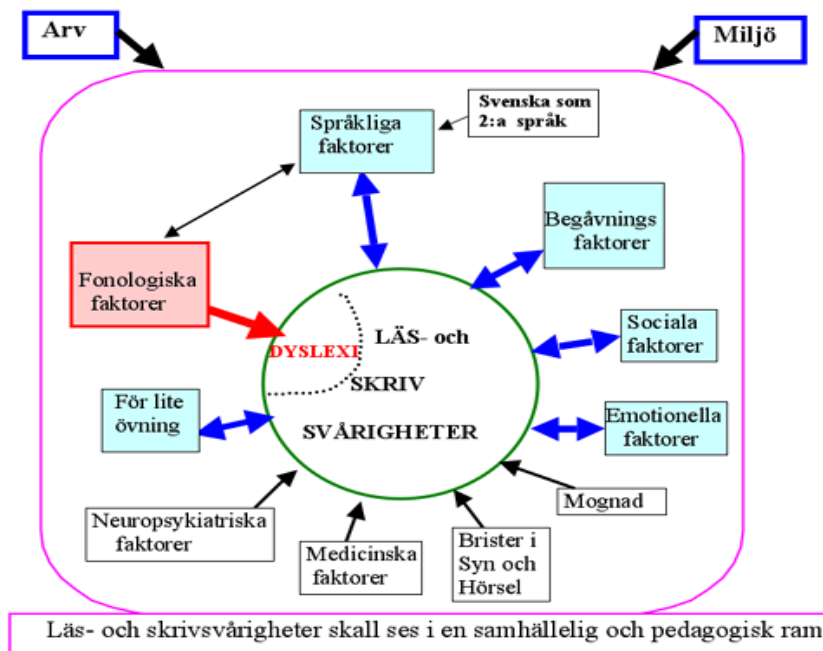 Arv
Miljö
Svenska som
2:a språk
Språkliga
faktorer
Begåvnings
faktorer
Fonologiska
faktorer
Sociala
faktorer
DYSLEXI
LÄS- och
SKRIV
SVÅRIGHETER
För lite
övning
Emotionella
faktorer
Mognad
Neuropsykiatriska
faktorer
Medicinska
faktorer
Brister i
Syn och
Hörsel
Läs- och skrivsvårigheter skall ses i en samhällelig och pedagogisk ram